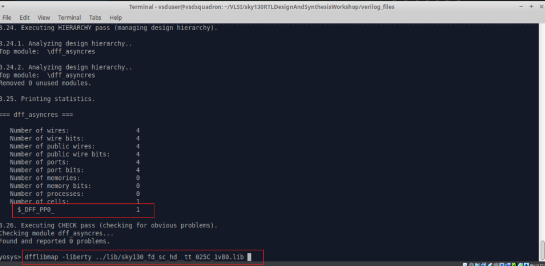 Terminal - vsduser@vsdsquadron: ~/VLSI/sky130RTLDesignAndSynthesisWorkshop/verilog_files
File Edit View Terminal Tabs Help
3.24. Executing HIERARCHY pass (managing design hierarchy).
3.24.1. Analyzing design hierarchy..
Top module: \dff_asyncres
3.24.2. Analyzing design hierarchy..
Top module: \dff_asyncres
Removed 0 unused modules.
3.25. Printing statistics.
=== dff_asyncres ===
Number of wires: 4
Number of wire bits: 4
Number of public wires: 4
Number of public wire bits: 4
Number of ports: 4
Number of port bits: 4
Number of memories: 0
Number of memory bits: 0
Number of processes: 0
Number of cells: 1
$_DFF_PP0_ 1
3.26. Executing CHECK pass (checking for obvious problems).
Checking module dff_asyncres...
Found and reported 0 problems.
yosys> dfflibmap -liberty ../lib/sky130_fd_sc_hd__tt_025C_1v80.lib